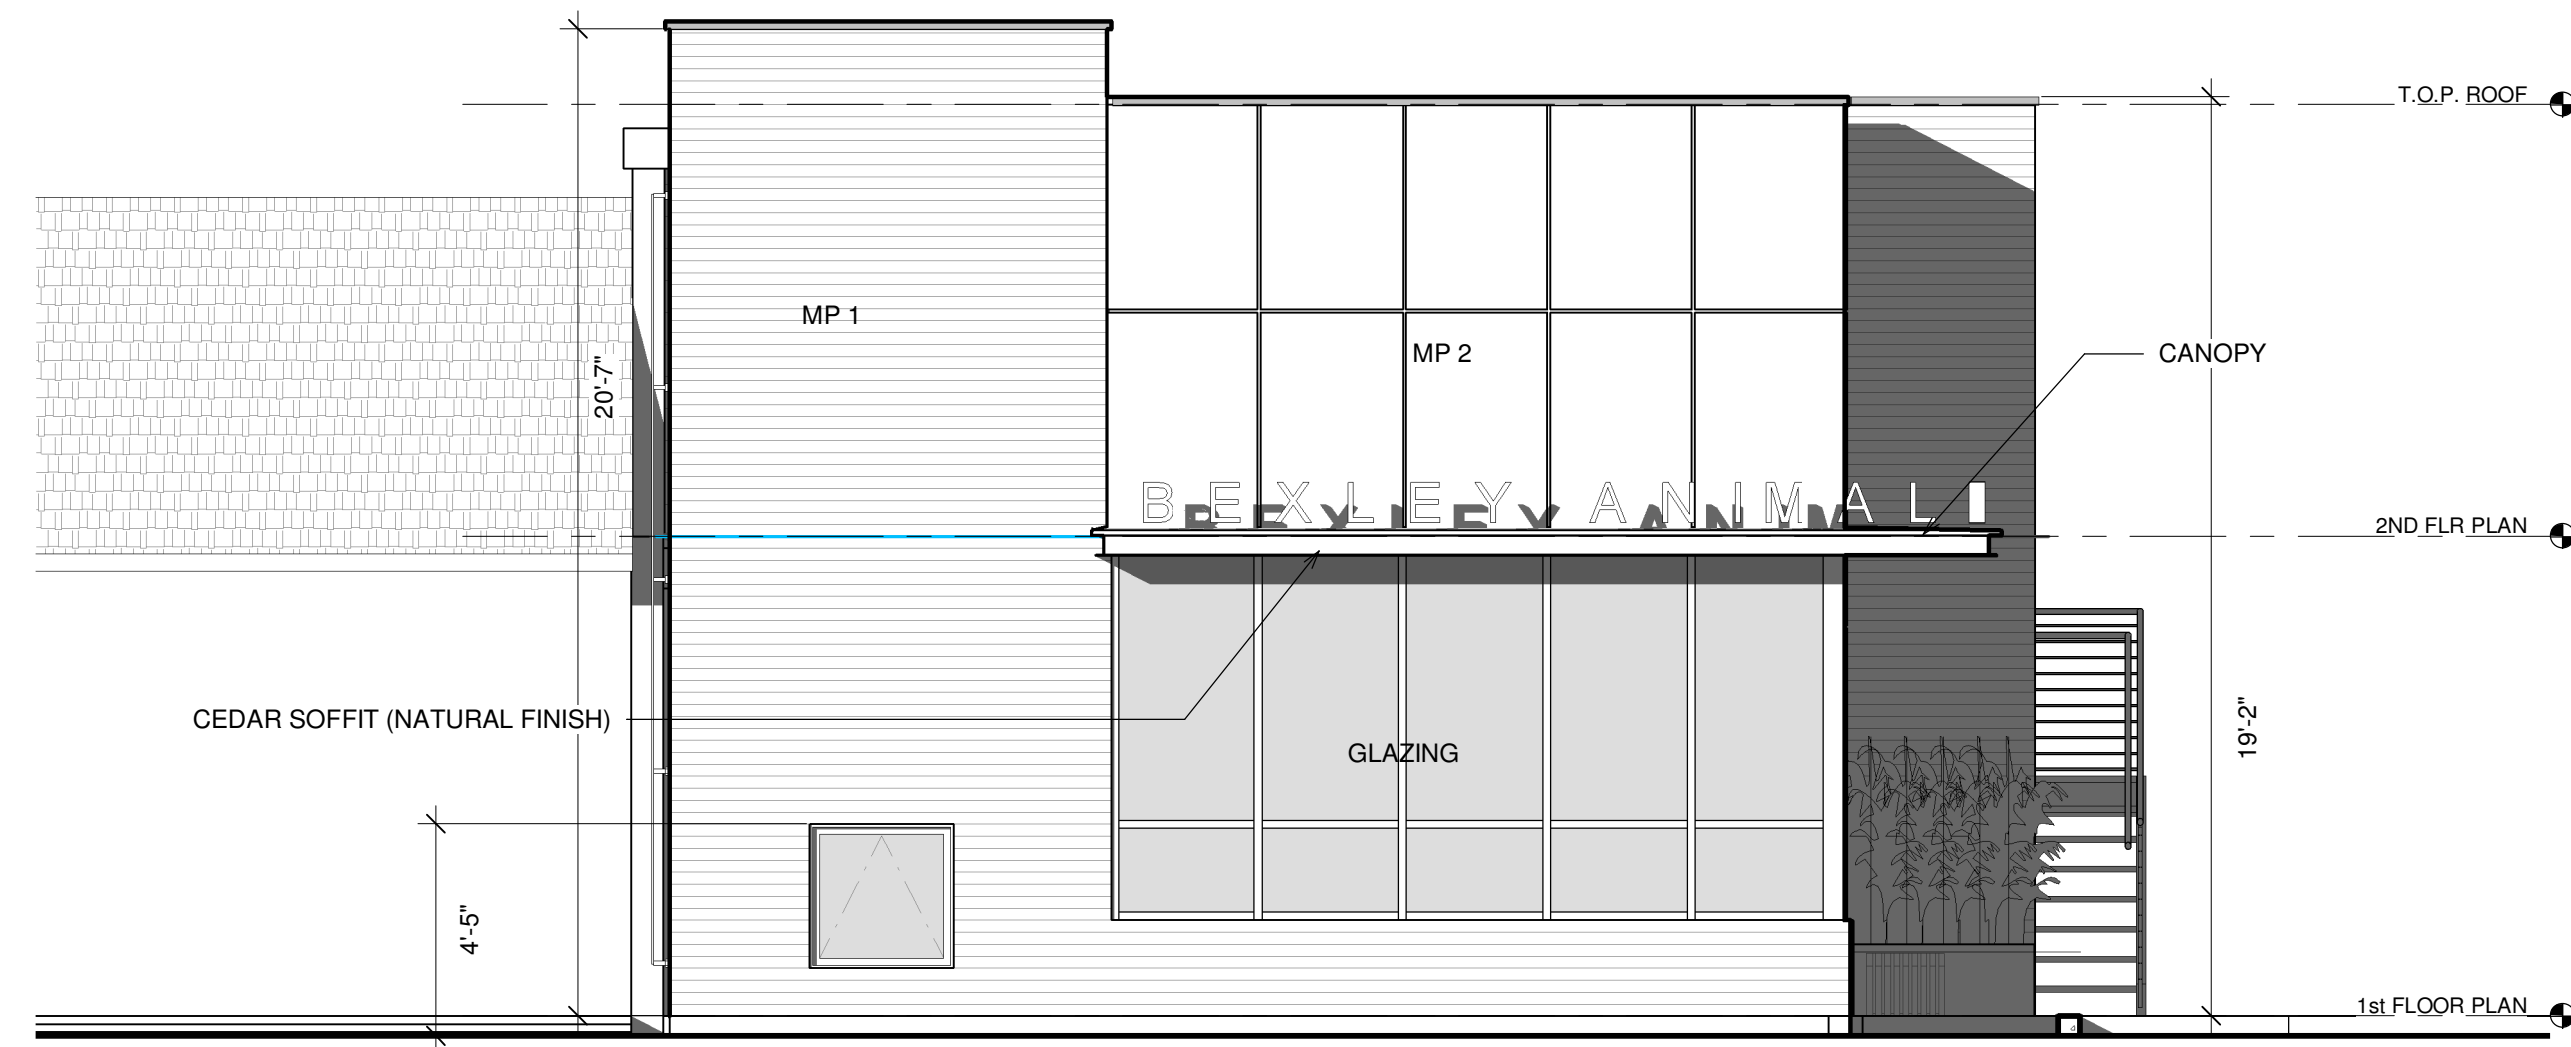 T.O.P. ROOF
MP 1
MP 2
CANOPY
20'-7"
BEXLEY ANIMAL
2ND FLR PLAN
CEDAR SOFFIT (NATURAL FINISH)
GLAZING
19'-2"
4'-5"
1st FLOOR PLAN